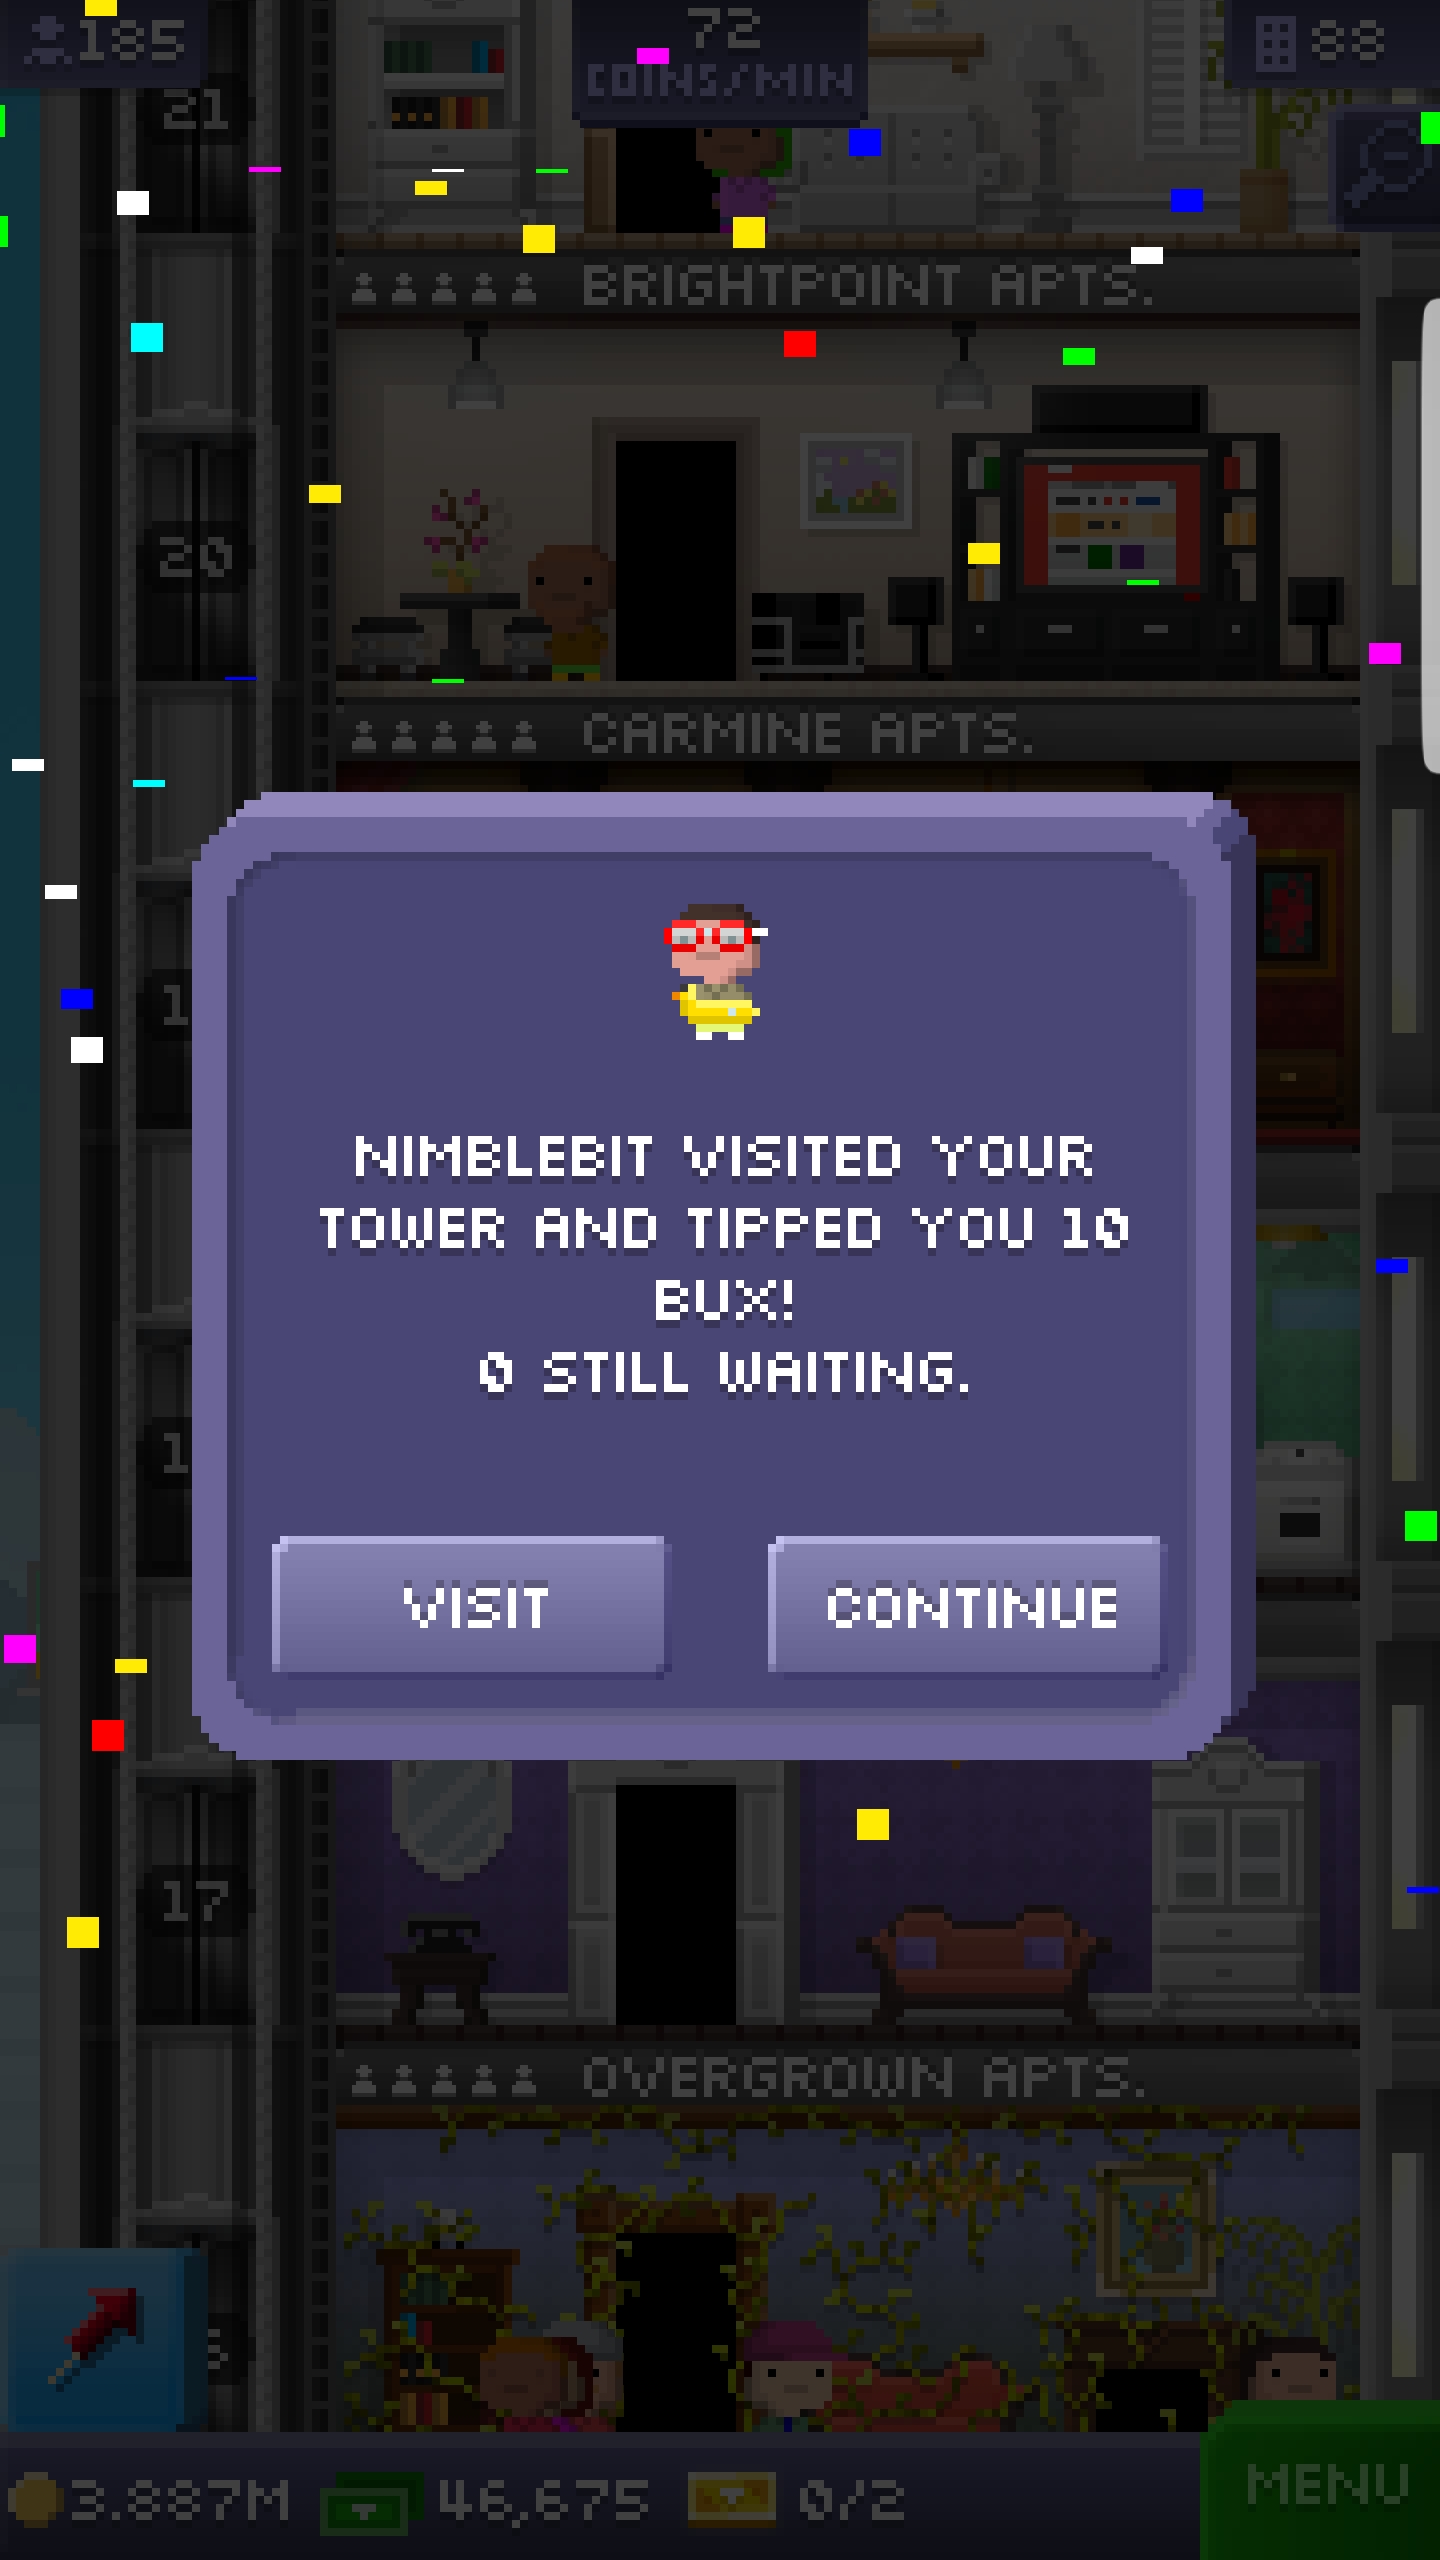 185
72
COINS/MIN
88
21
BRIGHTPOINT APTS.
20
CARMINE APTS.
NIMBLEBIT VISITED YOUR
TOWER AND TIPPED YOU 10
BUX!
0 STILL WAITING.
VISIT
CONTINUE
17
OVERGROWN APTS.
3.887M
46,675
0/2
MENU